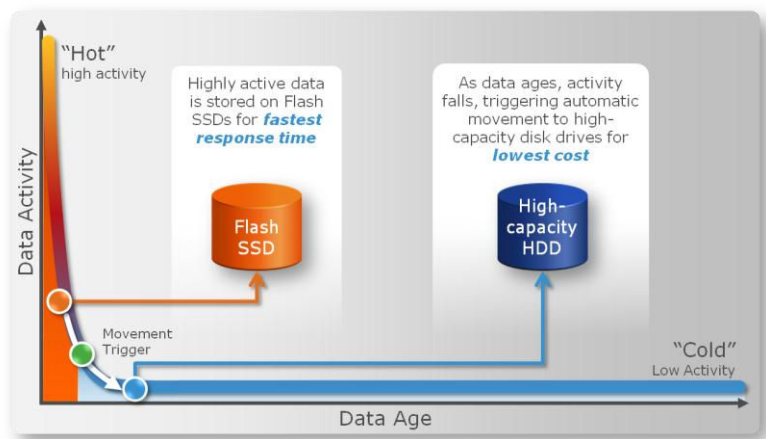 “Hot”
high activity
Highly active data
is stored on Flash
SSDs for fastest
response time
As data ages, activity
falls, triggering automatic
movement to high-
capacity disk drives for
lowest cost
Flash
SSD
High-
capacity
HDD
Data Activity
Movement
Trigger
“Cold”
Low Activity
Data Age